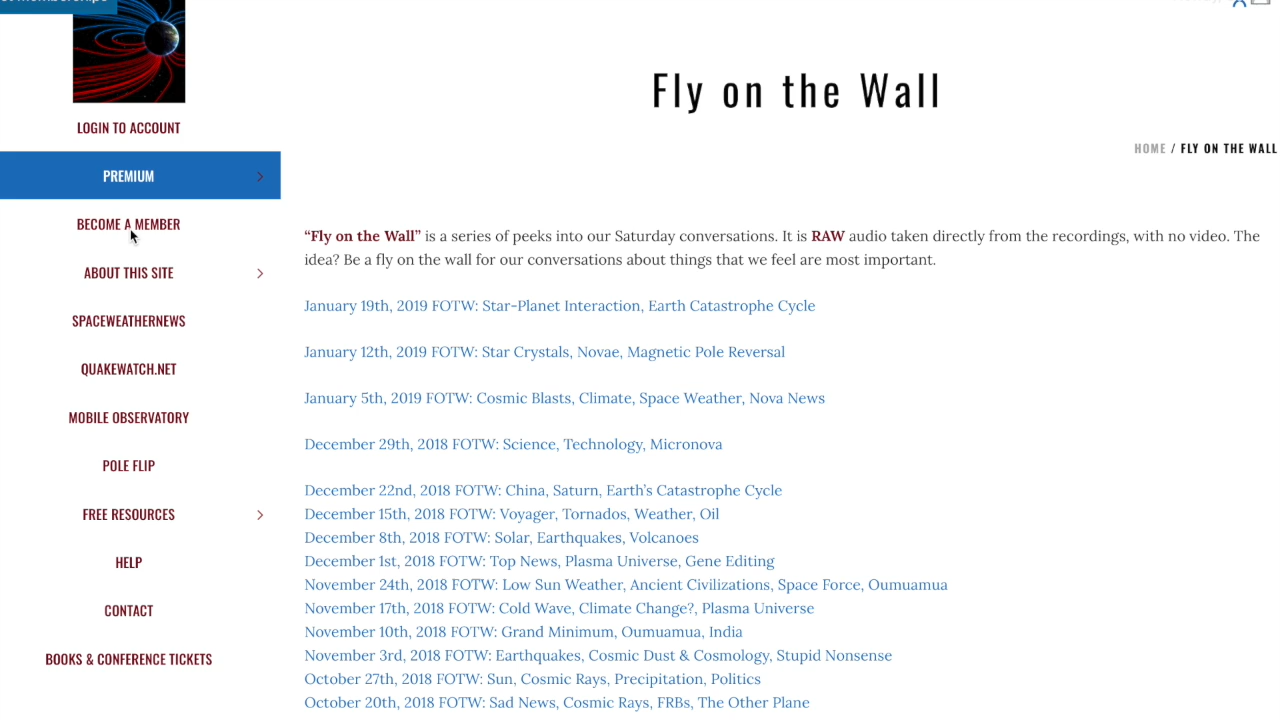 LOGIN TO ACCOUNT
PREMIUM
BECOME A MEMBER
ABOUT THIS SITE
SPACEWEATHERNEWS
QUAKEWATCH.NET
MOBILE OBSERVATORY
POLE FLIP
FREE RESOURCES
HELP
CONTACT
BOOKS & CONFERENCE TICKETS
Fly on the Wall
HOME / FLY ON THE WALL
“Fly on the Wall” is a series of peeks into our Saturday conversations. It is RAW audio taken directly from the recordings, with no video. The
idea? Be a fly on the wall for our conversations about things that we feel are most important.
January 19th, 2019 FOTW: Star-Planet Interaction, Earth Catastrophe Cycle
January 12th, 2019 FOTW: Star Crystals, Novae, Magnetic Pole Reversal
January 5th, 2019 FOTW: Cosmic Blasts, Climate, Space Weather, Nova News
December 29th, 2018 FOTW: Science, Technology, Micronova
December 22nd, 2018 FOTW: China, Saturn, Earth’s Catastrophe Cycle
December 15th, 2018 FOTW: Voyager, Tornados, Weather, Oil
December 8th, 2018 FOTW: Solar, Earthquakes, Volcanoes
December 1st, 2018 FOTW: Top News, Plasma Universe, Gene Editing
November 24th, 2018 FOTW: Low Sun Weather, Ancient Civilizations, Space Force, Oumuamua
November 17th, 2018 FOTW: Cold Wave, Climate Change?, Plasma Universe
November 10th, 2018 FOTW: Grand Minimum, Oumuamua, India
November 3rd, 2018 FOTW: Earthquakes, Cosmic Dust & Cosmology, Stupid Nonsense
October 27th, 2018 FOTW: Sun, Cosmic Rays, Precipitation, Politics
October 20th, 2018 FOTW: Sad News, Cosmic Rays, FRBs, The Other Plane